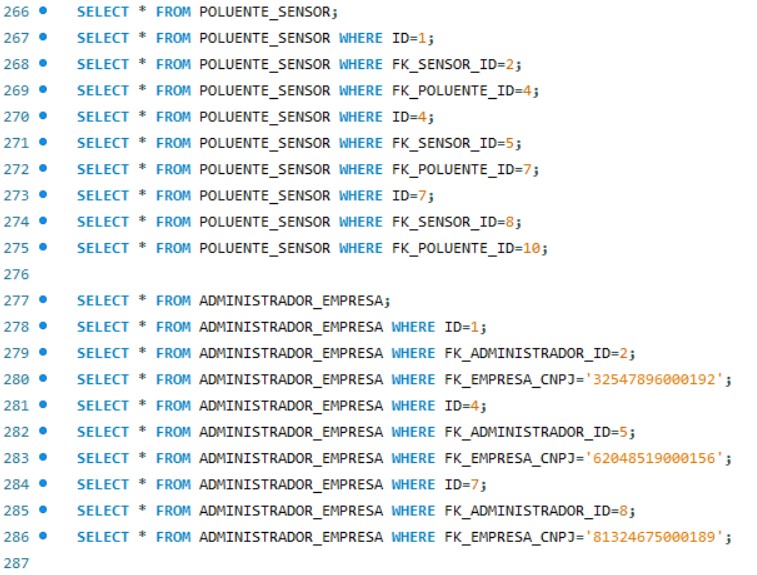 266 SELECT * FROM POLUENTE_SENSOR;
267 SELECT * FROM POLUENTE_SENSOR WHERE ID=1;
268 SELECT * FROM POLUENTE_SENSOR WHERE FK_SENSOR_ID=2;
269 SELECT * FROM POLUENTE_SENSOR WHERE FK_POLUENTE_ID=4;
270 SELECT * FROM POLUENTE_SENSOR WHERE ID=4;
271 SELECT * FROM POLUENTE_SENSOR WHERE FK_SENSOR_ID=5;
272 SELECT * FROM POLUENTE_SENSOR WHERE FK_POLUENTE_ID=7;
273 SELECT * FROM POLUENTE_SENSOR WHERE ID=7;
274 SELECT * FROM POLUENTE_SENSOR WHERE FK_SENSOR_ID=8;
275 SELECT * FROM POLUENTE_SENSOR WHERE FK_POLUENTE_ID=10;
276
277 SELECT * FROM ADMINISTRADOR_EMPRESA;
278 SELECT * FROM ADMINISTRADOR_EMPRESA WHERE ID=1;
279 SELECT * FROM ADMINISTRADOR_EMPRESA WHERE FK_ADMINISTRADOR_ID=2;
280 SELECT * FROM ADMINISTRADOR_EMPRESA WHERE FK_EMPRESA_CNPJ='32547896000192';
281 SELECT * FROM ADMINISTRADOR_EMPRESA WHERE ID=4;
282 SELECT * FROM ADMINISTRADOR_EMPRESA WHERE FK_ADMINISTRADOR_ID=5;
283 SELECT * FROM ADMINISTRADOR_EMPRESA WHERE FK_EMPRESA_CNPJ='62048519000156';
284 SELECT * FROM ADMINISTRADOR_EMPRESA WHERE ID=7;
285 SELECT * FROM ADMINISTRADOR_EMPRESA WHERE FK_ADMINISTRADOR_ID=8;
286 SELECT * FROM ADMINISTRADOR_EMPRESA WHERE FK_EMPRESA_CNPJ='81324675000189';
287